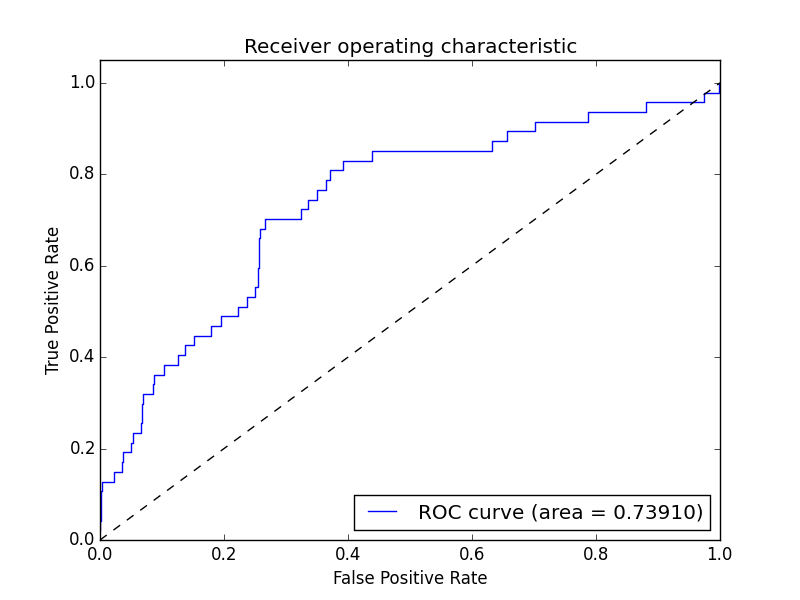 Receiver operating characteristic
True Positive Rate
1.0
0.8
0.6
0.4
0.2
0.0
ROC curve (area = 0.73910)
0.0 0.2 0.4 0.6 0.8 1.0
False Positive Rate